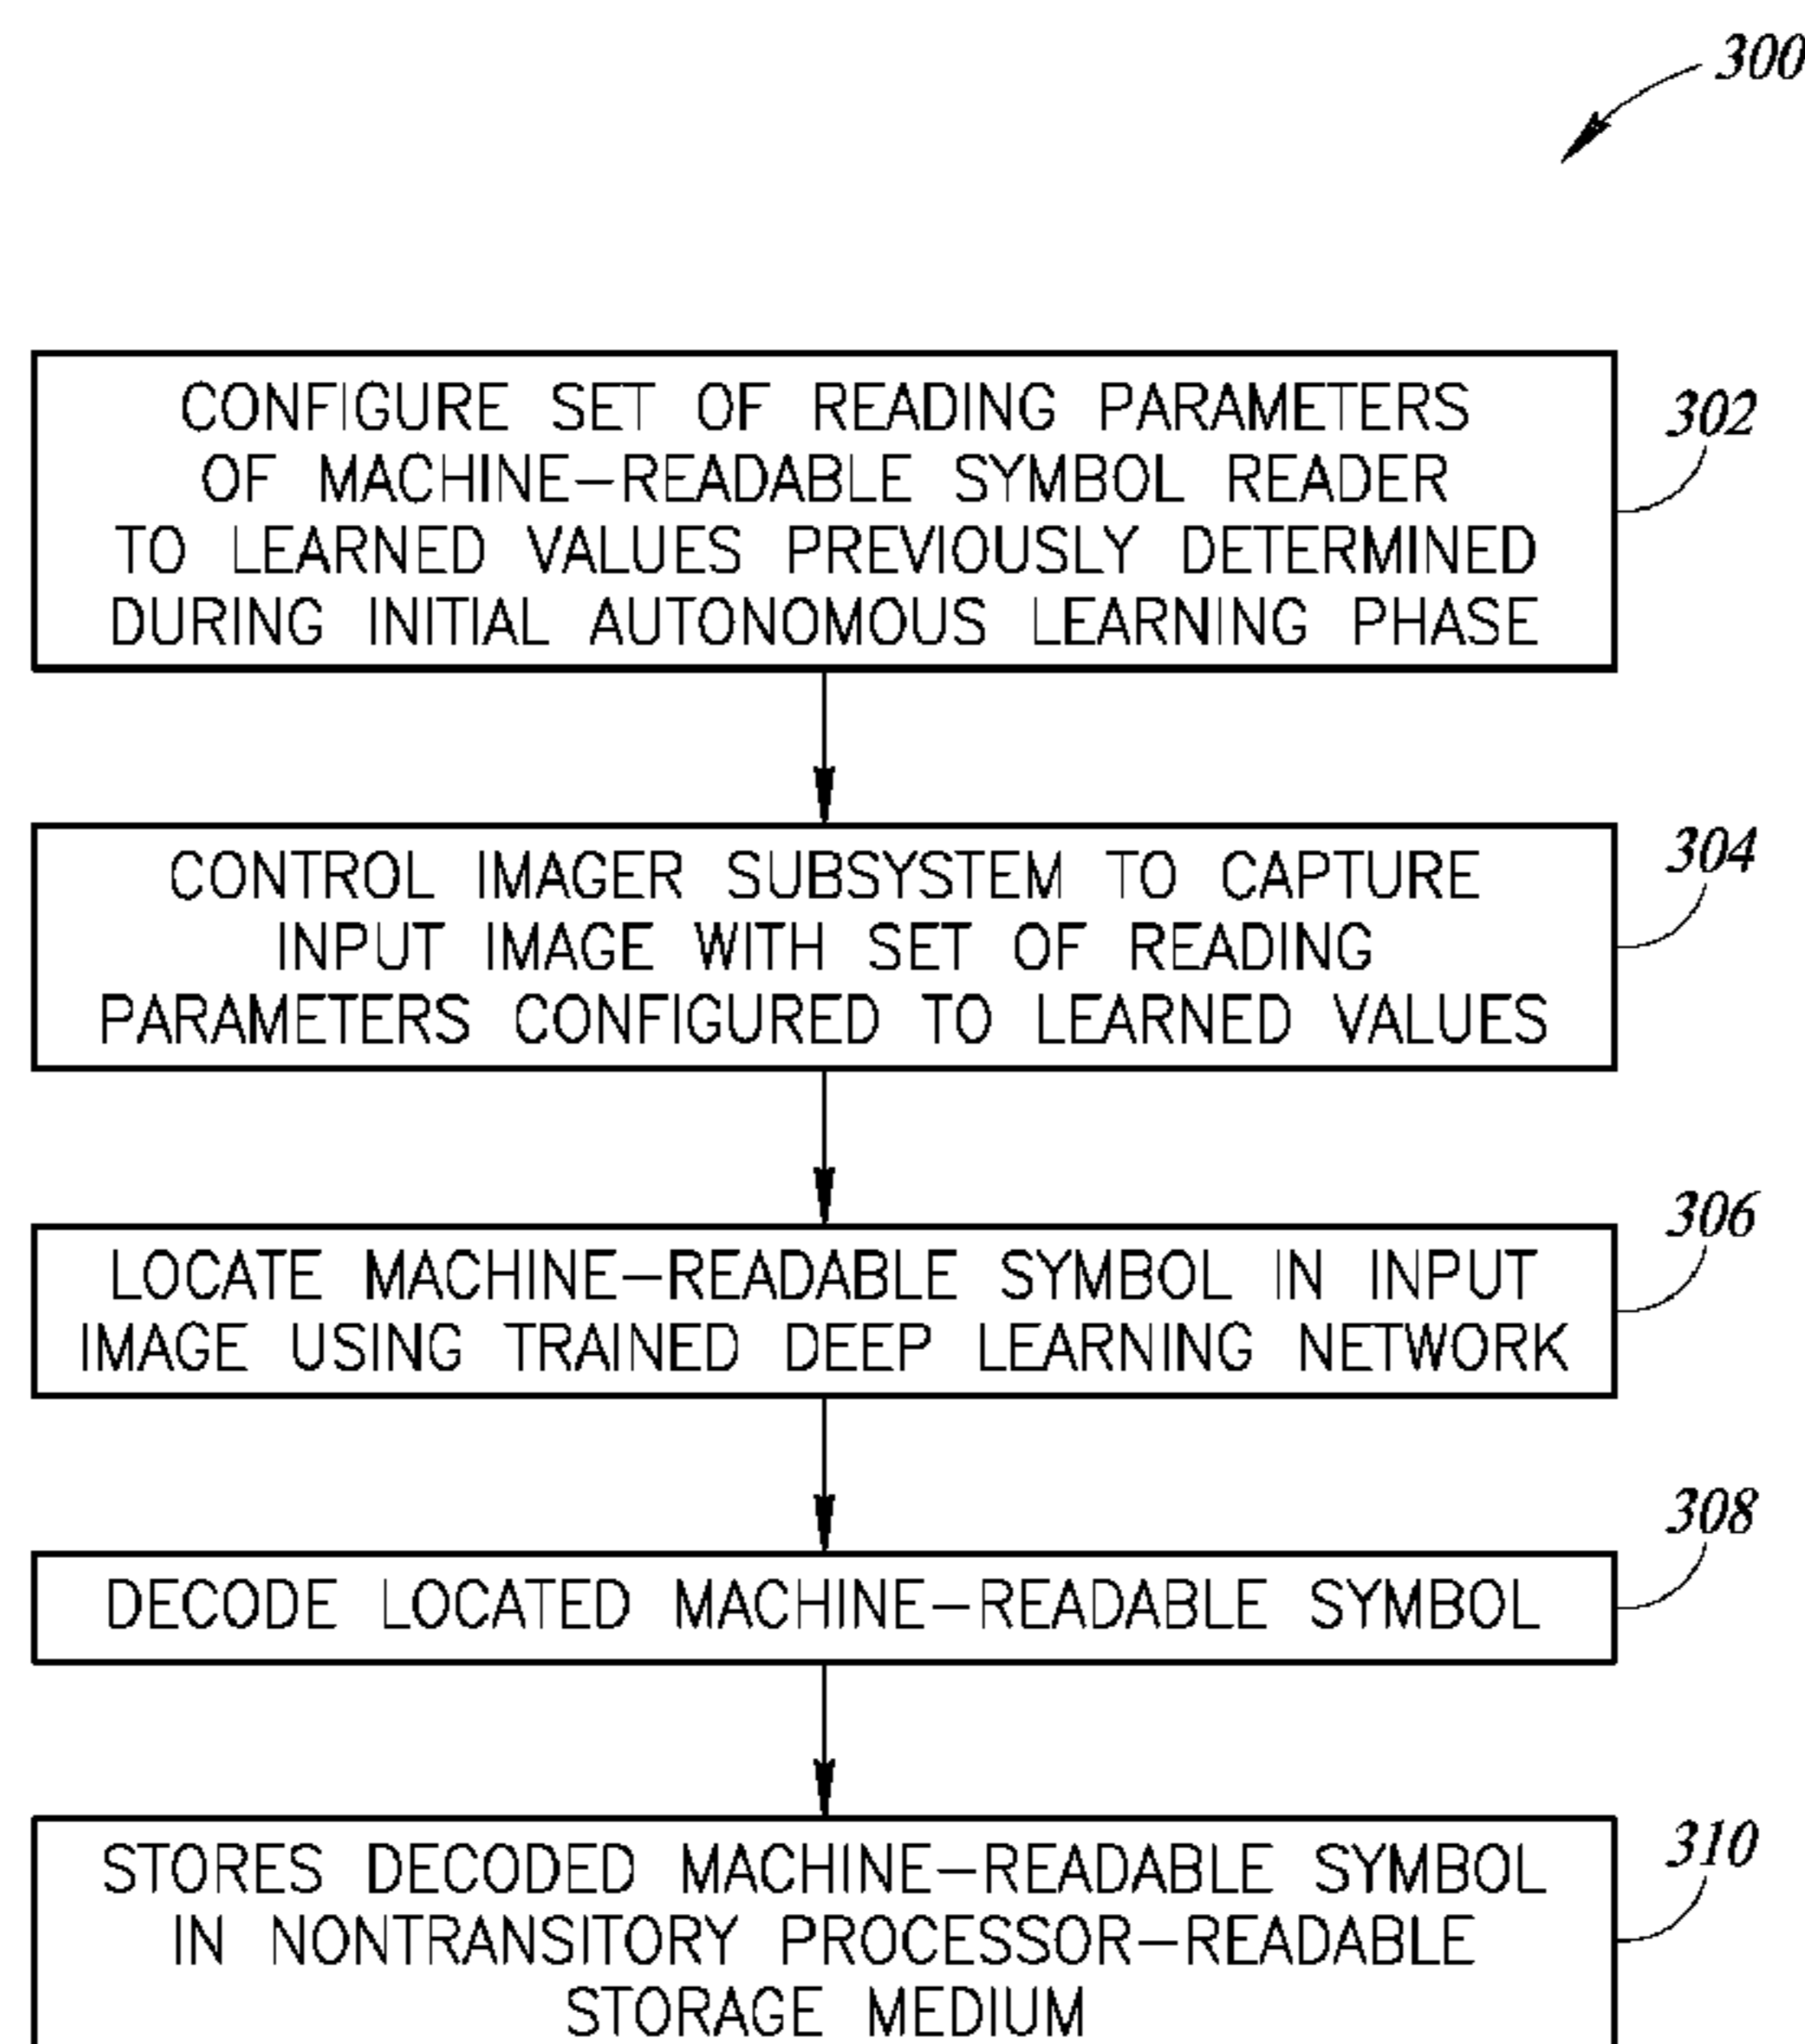 300
CONFIGURE SET OF READING PARAMETERS
OF MACHINE-READABLE SYMBOL READER
TO LEARNED VALUES PREVIOUSLY DETERMINED
DURING INITIAL AUTONOMOUS LEARNING PHASE
302
CONTROL IMAGER SUBSYSTEM TO CAPTURE
INPUT IMAGE WITH SET OF READING
PARAMETERS CONFIGURED TO LEARNED VALUES
304
LOCATE MACHINE-READABLE SYMBOL IN INPUT
IMAGE USING TRAINED DEEP LEARNING NETWORK
306
DECODE LOCATED MACHINE-READABLE SYMBOL
308
STORES DECODED MACHINE-READABLE SYMBOL
IN NONTRANSITORY PROCESSOR-READABLE
STORAGE MEDIUM
310